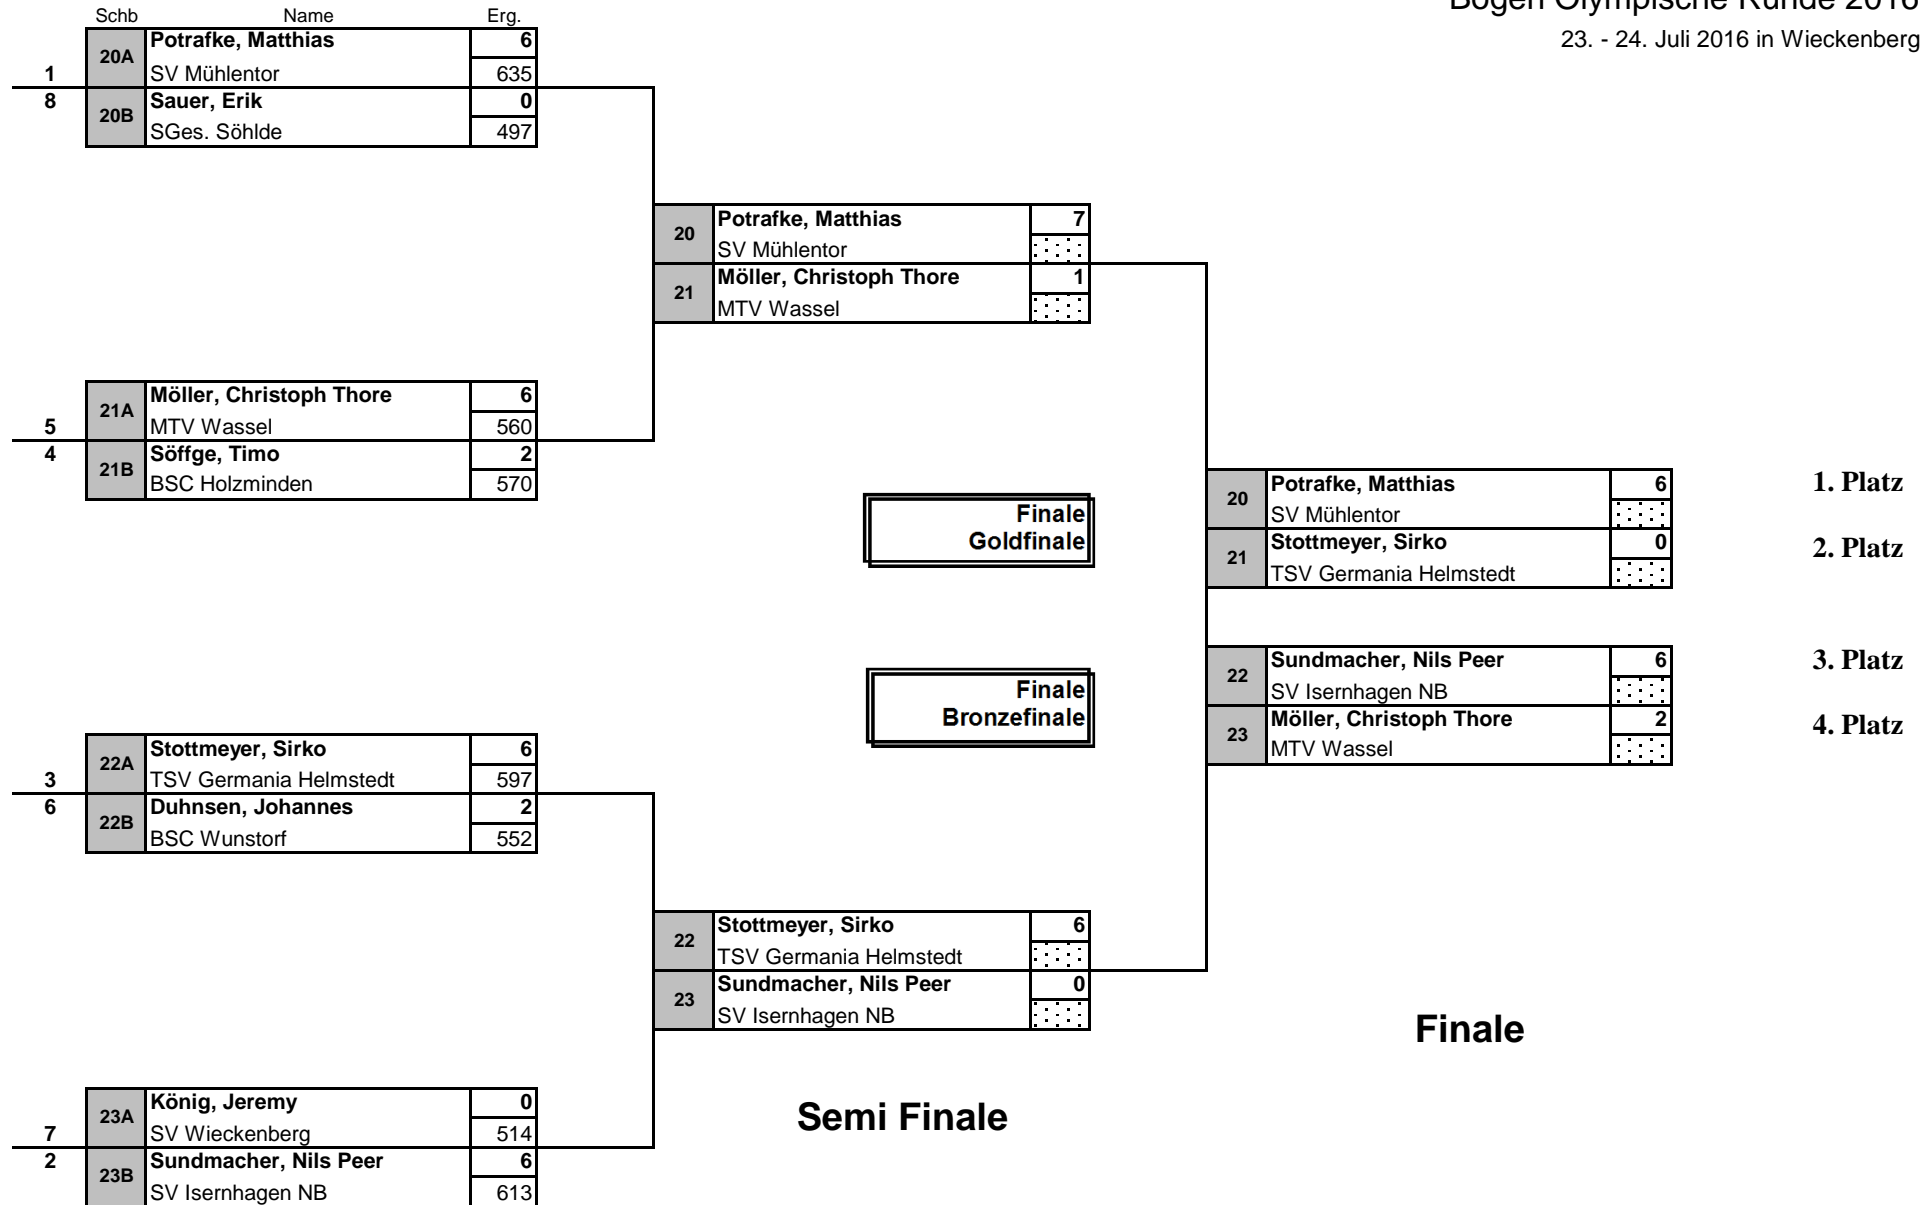 Bogen Olympische Runde 2016
23. - 24. Juli 2016 in Wieckenberg
Schb Name Erg.
20A Potrafke, Matthias 6
1 SV Mühlentor 635
8 Sauer, Erik 0
20B SGes. Söhlde 497
20 Potrafke, Matthias 7
SV Mühlentor
21 Möller, Christoph Thore 1
MTV Wassel
21A Möller, Christoph Thore 6
5 MTV Wassel 560
4 Söffge, Timo 2
21B BSC Holzminden 570
Finale
Goldfinale
20 Potrafke, Matthias 6 1. Platz
SV Mühlentor
21 Stottmeyer, Sirko 0 2. Platz
TSV Germania Helmstedt
Finale
Bronzefinale
22 Sundmacher, Nils Peer 6 3. Platz
SV Isernhagen NB
23 Möller, Christoph Thore 2 4. Platz
MTV Wassel
22A Stottmeyer, Sirko 6
3 TSV Germania Helmstedt 597
6 Duhnsen, Johannes 2
22B BSC Wunstorf 552
22 Stottmeyer, Sirko 6
TSV Germania Helmstedt
23 Sundmacher, Nils Peer 0
SV Isernhagen NB
Finale
Semi Finale
23A König, Jeremy 0
7 SV Wieckenberg 514
2 Sundmacher, Nils Peer 6
23B SV Isernhagen NB 613